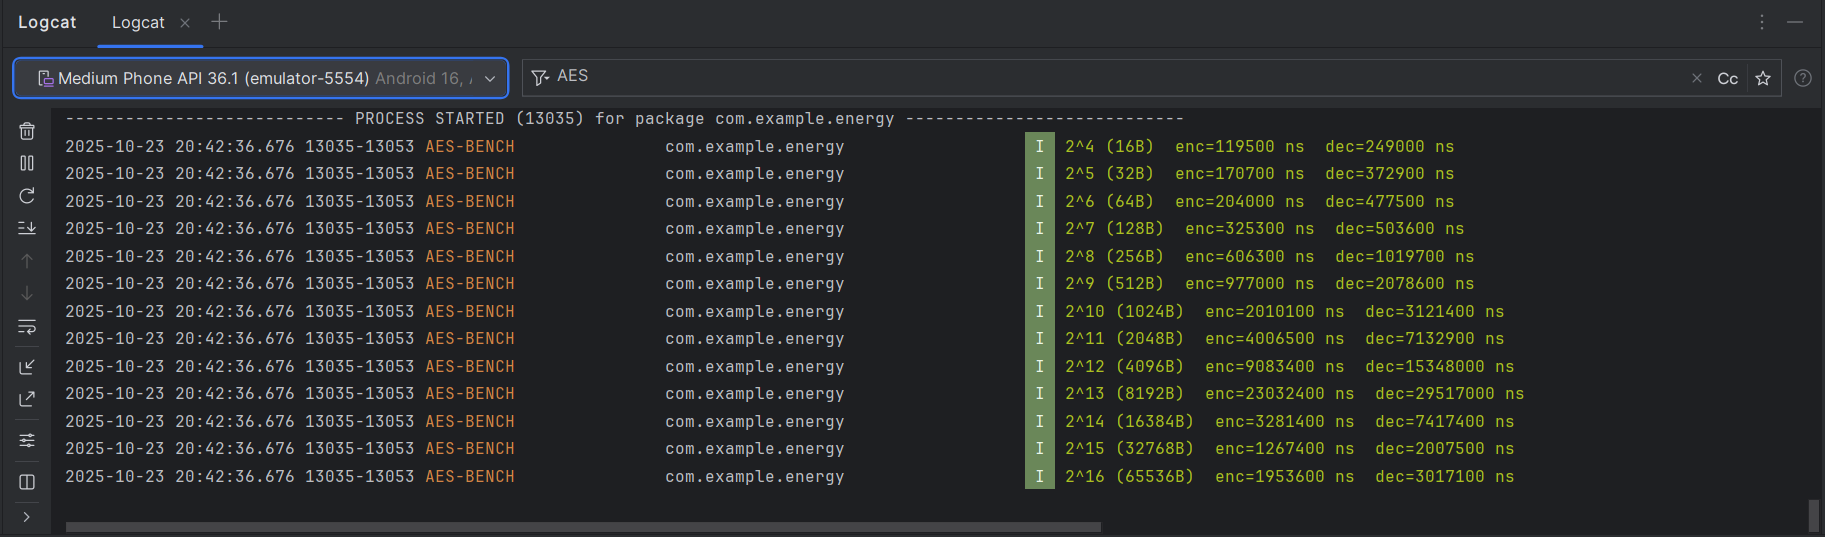 Logcat Logcat
Medium Phone API 36.1 (emulator-5554) Android 16, AES Cc
---------------------------- PROCESS STARTED (13035) for package com.example.energy ----------------------------
2025-10-23 20:42:36.676 13035-13053 AES-BENCH com.example.energy I 2^4 (16B) enc=119500 ns dec=249000 ns
2025-10-23 20:42:36.676 13035-13053 AES-BENCH com.example.energy I 2^5 (32B) enc=170700 ns dec=372900 ns
2025-10-23 20:42:36.676 13035-13053 AES-BENCH com.example.energy I 2^6 (64B) enc=204000 ns dec=477500 ns
2025-10-23 20:42:36.676 13035-13053 AES-BENCH com.example.energy I 2^7 (128B) enc=325300 ns dec=503600 ns
2025-10-23 20:42:36.676 13035-13053 AES-BENCH com.example.energy I 2^8 (256B) enc=606300 ns dec=1019700 ns
2025-10-23 20:42:36.676 13035-13053 AES-BENCH com.example.energy I 2^9 (512B) enc=977000 ns dec=2078600 ns
2025-10-23 20:42:36.676 13035-13053 AES-BENCH com.example.energy I 2^10 (1024B) enc=2010100 ns dec=3121400 ns
2025-10-23 20:42:36.676 13035-13053 AES-BENCH com.example.energy I 2^11 (2048B) enc=4006500 ns dec=7132900 ns
2025-10-23 20:42:36.676 13035-13053 AES-BENCH com.example.energy I 2^12 (4096B) enc=9083400 ns dec=15348000 ns
2025-10-23 20:42:36.676 13035-13053 AES-BENCH com.example.energy I 2^13 (8192B) enc=23032400 ns dec=29517000 ns
2025-10-23 20:42:36.676 13035-13053 AES-BENCH com.example.energy I 2^14 (16384B) enc=3281400 ns dec=7417400 ns
2025-10-23 20:42:36.676 13035-13053 AES-BENCH com.example.energy I 2^15 (32768B) enc=1267400 ns dec=2007500 ns
2025-10-23 20:42:36.676 13035-13053 AES-BENCH com.example.energy I 2^16 (65536B) enc=1953600 ns dec=3017100 ns